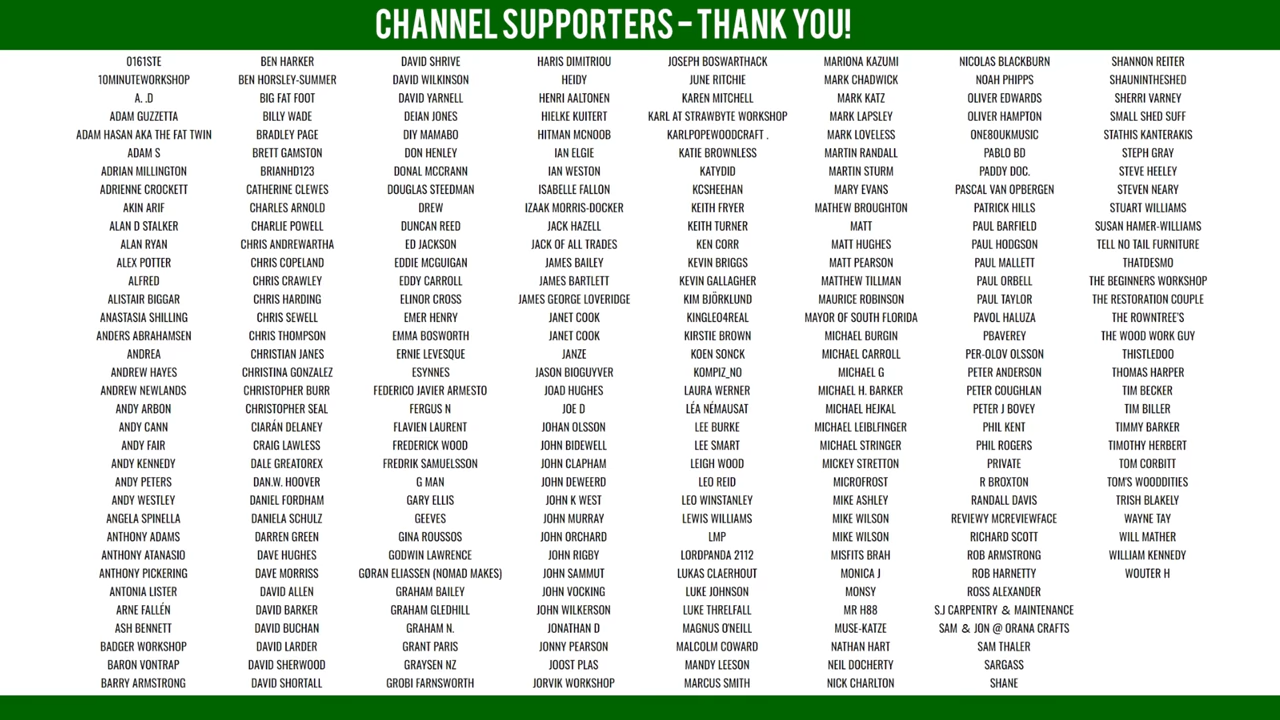 CHANNEL SUPPORTERS – THANK YOU!
0161STE
10MINUTEWORKSHOP
A. .D
ADAM GUZZETTA
ADAM HASAN AKA THE FAT TWIN
ADAM S
ADRIAN MILLINGTON
ADRIENNE CROCKETT
AKIN ARIF
ALAN D STALKER
ALAN RYAN
ALEX POTTER
ALFRED
ALISTAIR BIGGAR
ANASTASIA SHILLING
ANDERS ABRAHAMSEN
ANDREA
ANDREW HAYES
ANDREW NEWLANDS
ANDY ARBON
ANDY CANN
ANDY FAIR
ANDY KENNEDY
ANDY PETERS
ANDY WESTLEY
ANGELA SPINELLA
ANTHONY ADAMS
ANTHONY ATANASIO
ANTHONY PICKERING
ANTONIA LISTER
ARNE FALLÉN
ASH BENNETT
BADGER WORKSHOP
BARON VONTRAP
BARRY ARMSTRONG
BEN HARKER
BEN HORSLEY-SUMMER
BIG FAT FOOT
BILLY WADE
BRADLEY PAGE
BRETT GAMSTON
BRIANHD123
CATHERINE CLEWES
CHARLES ARNOLD
CHARLIE POWELL
CHRIS ANDREWARTHA
CHRIS COPELAND
CHRIS CRAWLEY
CHRIS HARDING
CHRIS SEWELL
CHRIS THOMPSON
CHRISTIAN JANES
CHRISTINA GONZALEZ
CHRISTOPHER BURR
CHRISTOPHER SEAL
CIARÁN DELANEY
CRAIG LAWLESS
DALE GREATOREX
DAN.W. HOOVER
DANIEL FORDHAM
DANIELA SCHULZ
DARREN GREEN
DAVE HUGHES
DAVE MORRISS
DAVID ALLEN
DAVID BARKER
DAVID BUCHAN
DAVID LARDER
DAVID SHERWOOD
DAVID SHORTALL
DAVID SHRIVE
DAVID WILKINSON
DAVID YARNELL
DEIAN JONES
DIY MAMABO
DON HENLEY
DONAL MCCRANN
DOUGLAS STEEDMAN
DREW
DUNCAN REED
ED JACKSON
EDDIE MCGUIGAN
EDDY CARROLL
ELINOR CROSS
EMER HENRY
EMMA BOSWORTH
ERNIE LEVESQUE
ESYNNES
FEDERICO JAVIER ARMESTO
FERGUS N
FLAVIEN LAURENT
FREDERICK WOOD
FREDRIK SAMUELSSON
G MAN
GARY ELLIS
GEEVES
GINA ROUSSOS
GODWIN LAWRENCE
GØRAN ELIASSEN (NOMAD MAKES)
GRAHAM BAILEY
GRAHAM GLEDHILL
GRAHAM N.
GRANT PARIS
GRAYSEN NZ
GROBI FARNSWORTH
HARIS DIMITRIOU
HEIDY
HENRI AALTONEN
HIELKE KUITERT
HITMAN MCNOOB
IAN ELGIE
IAN WESTON
ISABELLE FALLON
IZAAK MORRIS-DOCKER
JACK HAZELL
JACK OF ALL TRADES
JAMES BAILEY
JAMES BARTLETT
JAMES GEORGE LOVERIDGE
JANET COOK
JANET COOK
JANZE
JASON BIOGUYVER
JOAD HUGHES
JOE D
JOHAN OLSSON
JOHN BIDEWELL
JOHN CLAPHAM
JOHN DEWEERD
JOHN K WEST
JOHN MURRAY
JOHN ORCHARD
JOHN RIGBY
JOHN SAMMUT
JOHN VOCKING
JOHN WILKERSON
JONATHAN D
JONNY PEARSON
JOOST PLAS
JORVIK WORKSHOP
JOSEPH BOSWARTHACK
JUNE RITCHIE
KAREN MITCHELL
KARL AT STRAWBYTE WORKSHOP
KARLPOPEWOODCRAFT .
KATIE BROWNLESS
KATYDID
KCSHEEHAN
KEITH FRYER
KEITH TURNER
KEN CORR
KEVIN BRIGGS
KEVIN GALLAGHER
KIM BJÖRKLUND
KINGLEO4REAL
KIRSTIE BROWN
KOEN SONCK
KOMPIZ_NO
LAURA WERNER
LÉA NÉMAUSAT
LEE BURKE
LEE SMART
LEIGH WOOD
LEO REID
LEO WINSTANLEY
LEWIS WILLIAMS
LMP
LORDPANDA 2112
LUKAS CLAERHOUT
LUKE JOHNSON
LUKE THRELFALL
MAGNUS O'NEILL
MALCOLM COWARD
MANDY LEESON
MARCUS SMITH
MARIONA KAZUMI
MARK CHADWICK
MARK KATZ
MARK LAPSLEY
MARK LOVELESS
MARTIN RANDALL
MARTIN STURM
MARY EVANS
MATHEW BROUGHTON
MATT
MATT HUGHES
MATT PEARSON
MATTHEW TILLMAN
MAURICE ROBINSON
MAYOR OF SOUTH FLORIDA
MICHAEL BURGIN
MICHAEL CARROLL
MICHAEL G
MICHAEL H. BARKER
MICHAEL HEJKAL
MICHAEL LEIBLFINGER
MICHAEL STRINGER
MICKEY STRETTON
MICROFROST
MIKE ASHLEY
MIKE WILSON
MIKE WILSON
MISFITS BRAH
MONICA J
MONSY
MR H88
MUSE-KATZE
NATHAN HART
NEIL DOCHERTY
NICK CHARLTON
NICOLAS BLACKBURN
NOAH PHIPPS
OLIVER EDWARDS
OLIVER HAMPTON
ONE80UKMUSIC
PABLO BD
PADDY DOC.
PASCAL VAN OPBERGEN
PATRICK HILLS
PAUL BARFIELD
PAUL HODGSON
PAUL MALLETT
PAUL ORBELL
PAUL TAYLOR
PAVOL HALUZA
PBAVEREY
PER-OLOV OLSSON
PETER ANDERSON
PETER COUGHLAN
PETER J BOVEY
PHIL KENT
PHIL ROGERS
PRIVATE
R BROXTON
RANDALL DAVIS
REVIEWY MCREVIEWFACE
RICHARD SCOTT
ROB ARMSTRONG
ROB HARNETTY
ROSS ALEXANDER
S.J CARPENTRY & MAINTENANCE
SAM & JON @ ORANA CRAFTS
SAM THALER
SARGASS
SHANE
SHANNON REITER
SHAUNINTHESHED
SHERRI VARNEY
SMALL SHED SUFF
STATHIS KANTERAKIS
STEPH GRAY
STEVE HEELEY
STEVEN NEARY
STUART WILLIAMS
SUSAN HAMER-WILLIAMS
TELL NO TAIL FURNITURE
THATDESMO
THE BEGINNERS WORKSHOP
THE RESTORATION COUPLE
THE ROWNTREE'S
THE WOOD WORK GUY
THISTLEDOO
THOMAS HARPER
TIM BECKER
TIM BILLER
TIMMY BARKER
TIMOTHY HERBERT
TOM CORBITT
TOM'S WOODDITIES
TRISH BLAKELY
WAYNE TAY
WILL MATHER
WILLIAM KENNEDY
WOUTER H